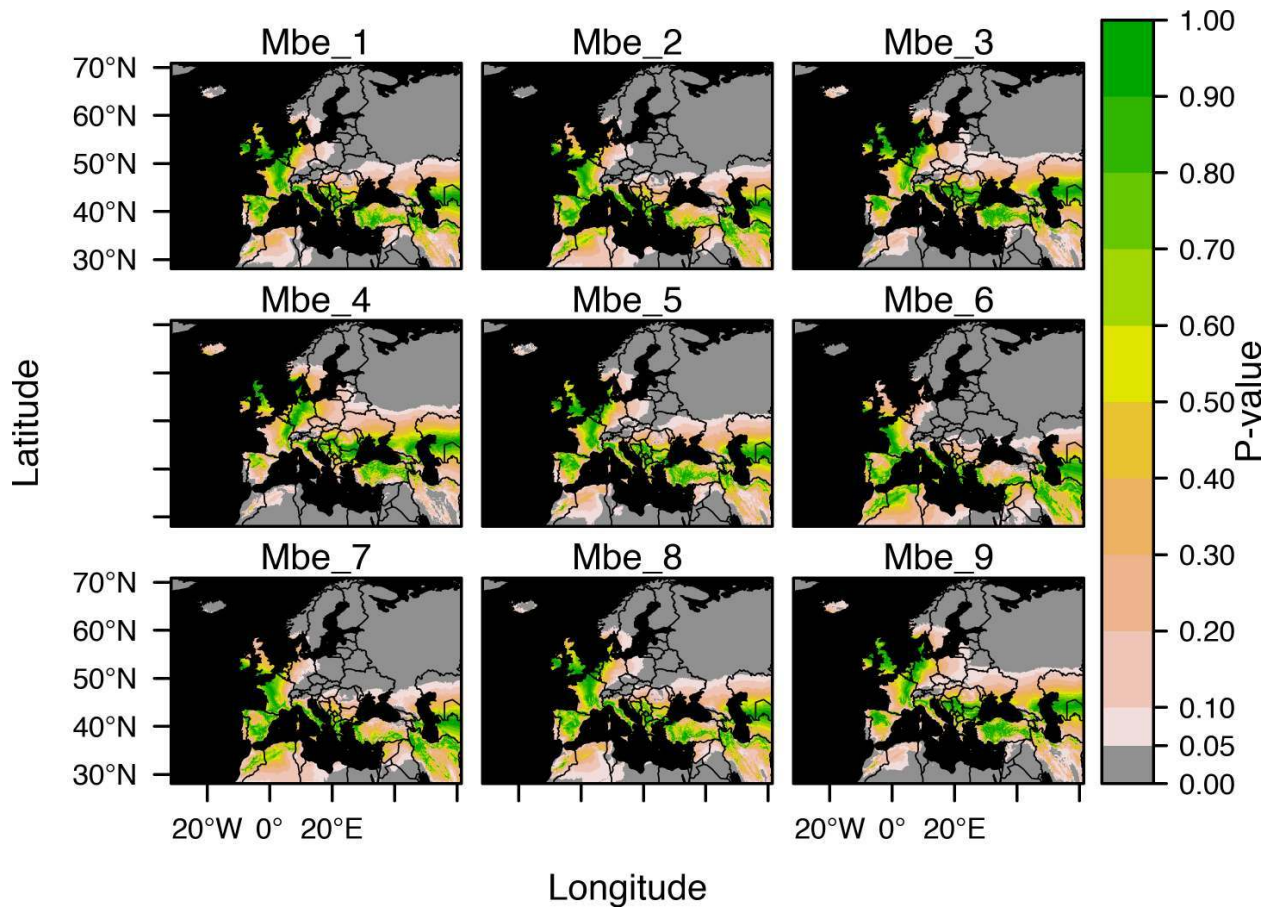 Mbe_1 Mbe_2 Mbe_3
70°N
60°N
50°N
40°N
30°N
Mbe_4 Mbe_5 Mbe_6
Latitude
Mbe_7 Mbe_8 Mbe_9
70°N
60°N
50°N
40°N
30°N
20°W 0° 20°E
20°W 0° 20°E
Longitude
1.00
0.90
0.80
0.70
0.60
0.50
0.40
0.30
0.20
0.10
0.05
0.00
P-value